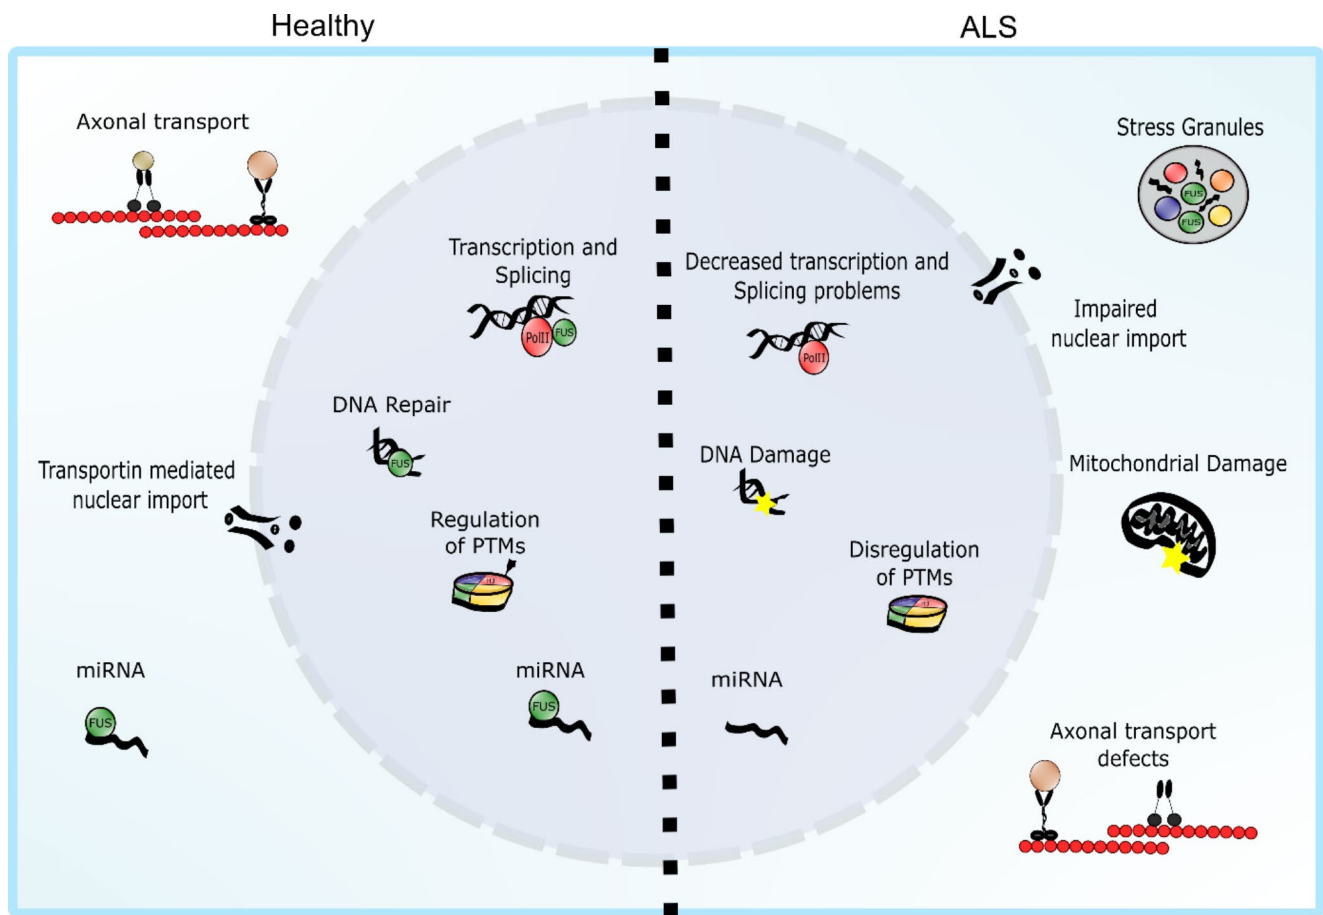 Healthy
ALS
Axonal transport
Transcription and
Splicing
PolII
FUS
DNA Repair
FUS
Transportin mediated
nuclear import
Regulation
of PTMs
miRNA
FUS
miRNA
FUS
Stress Granules
FUS
FUS
Decreased transcription and
Splicing problems
PolII
Impaired
nuclear import
DNA Damage
Mitochondrial Damage
Disregulation
of PTMs
miRNA
Axonal transport
defects